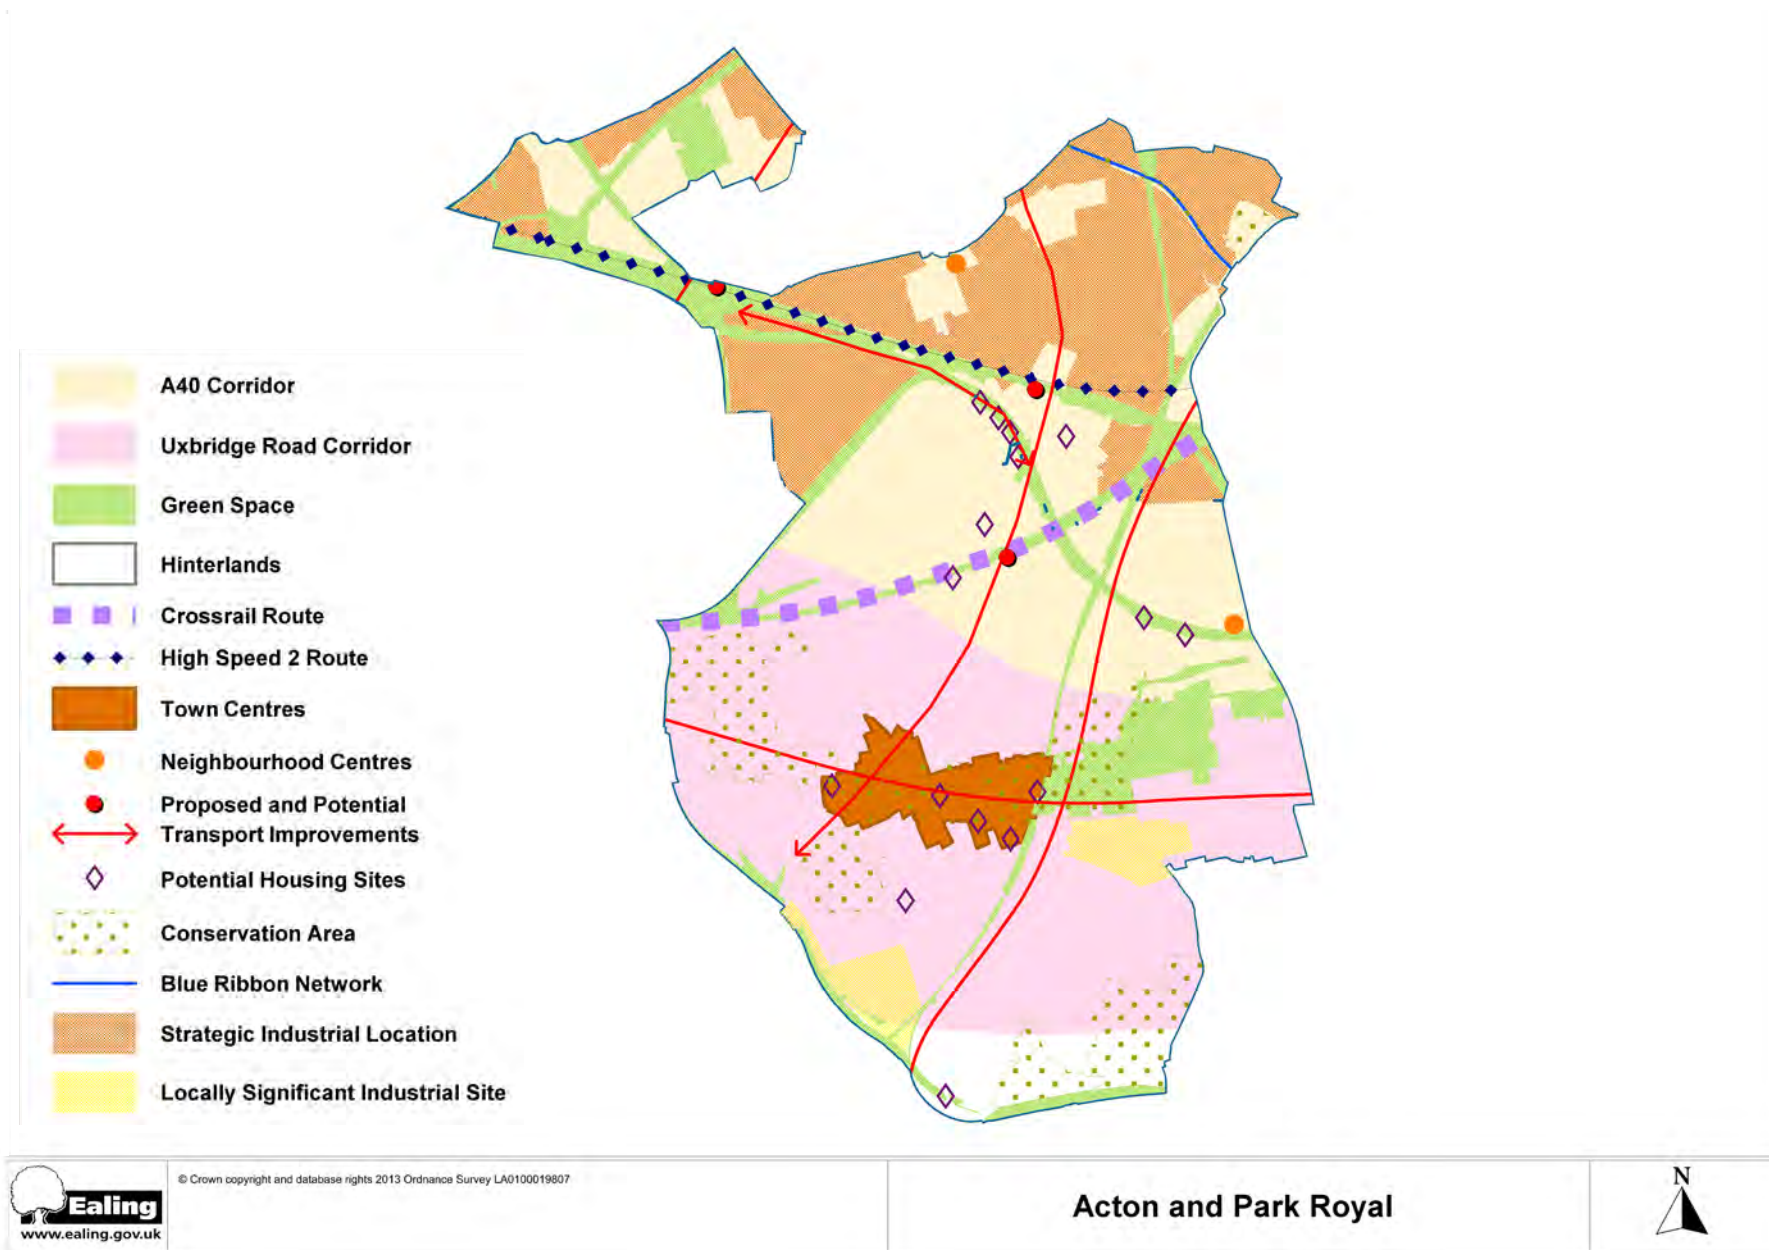 A40 Corridor
Uxbridge Road Corridor
Green Space
Hinterlands
Crossrail Route
High Speed 2 Route
Town Centres
Neighbourhood Centres
Proposed and Potential
Transport Improvements
Potential Housing Sites
Conservation Area
Blue Ribbon Network
Strategic Industrial Location
Locally Significant Industrial Site
Ealing
www.ealing.gov.uk
© Crown copyright and database rights 2013 Ordnance Survey LA0100019807
Acton and Park Royal
N